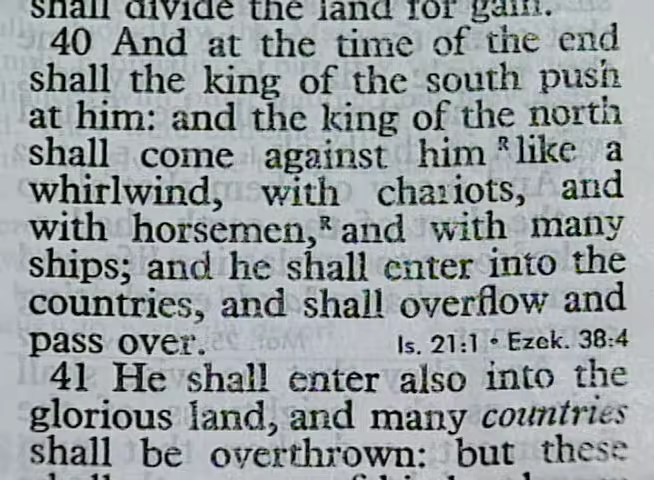 shall divide the land for gain.
40 And at the time of the end
shall the king of the south push
at him: and the king of the north
shall come against him ᴿ like a
whirlwind, with chariots, and
with horsemen,ᴿ and with many
ships; and he shall enter into the
countries, and shall overflow and
pass over. Is. 21:1 • Ezek. 38:4
41 He shall enter also into the
glorious land, and many countries
shall be overthrown: but these